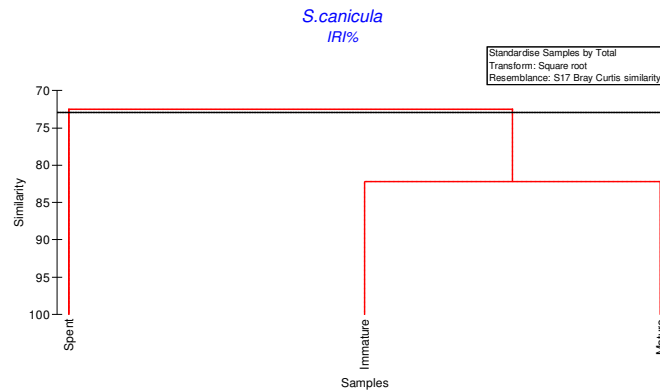 S.canicula
IRI%
Standardise Samples by Total
Transform: Square root
Resemblance: S17 Bray Curtis similarity
70
75
80
85
90
95
100
Similarity
Spent
Immature
Mature
Samples